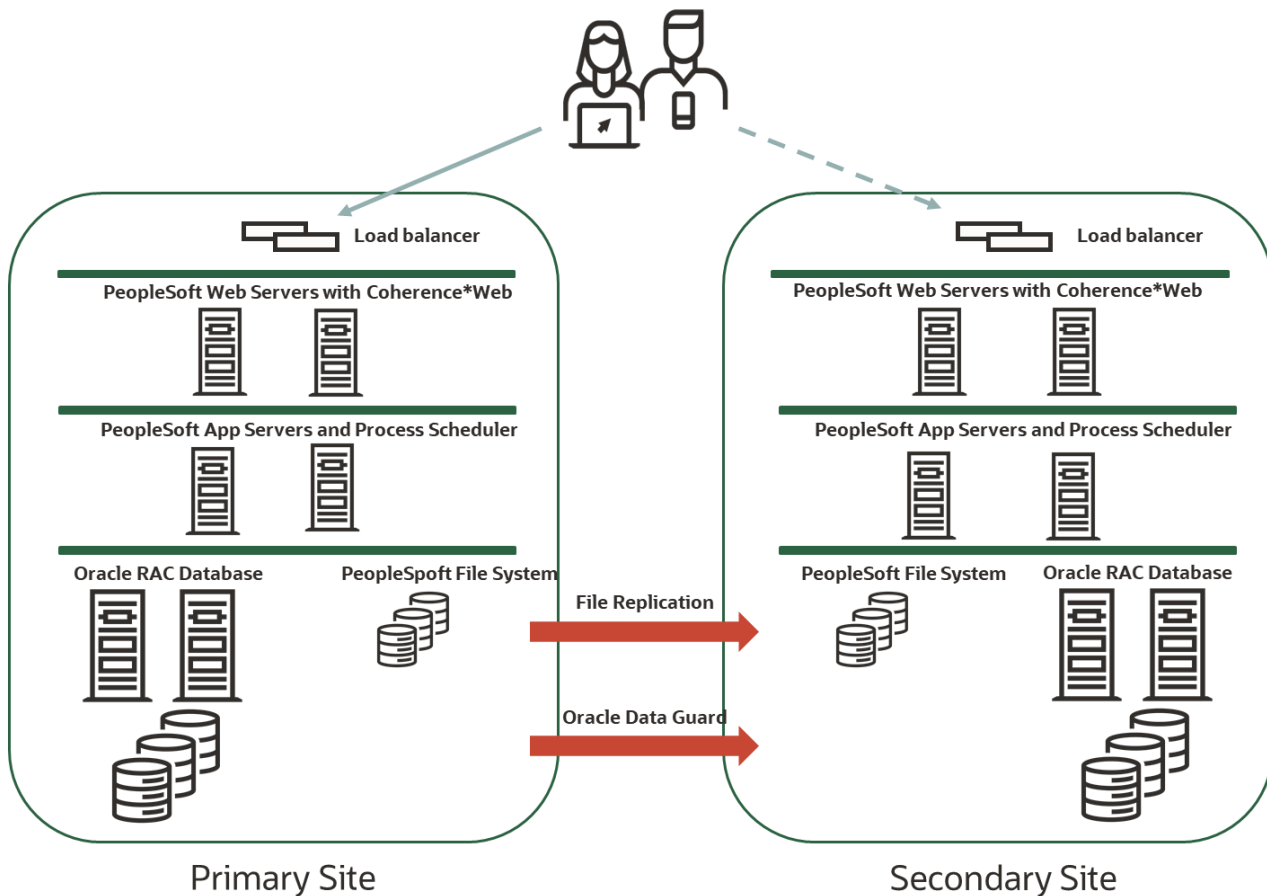 Load balancer
PeopleSoft Web Servers with Coherence*Web
PeopleSoft App Servers and Process Scheduler
Oracle RAC Database
PeopleSpoft File System
File Replication
Oracle Data Guard
Load balancer
PeopleSoft Web Servers with Coherence*Web
PeopleSoft App Servers and Process Scheduler
PeopleSoft File System
Oracle RAC Database
Primary Site
Secondary Site